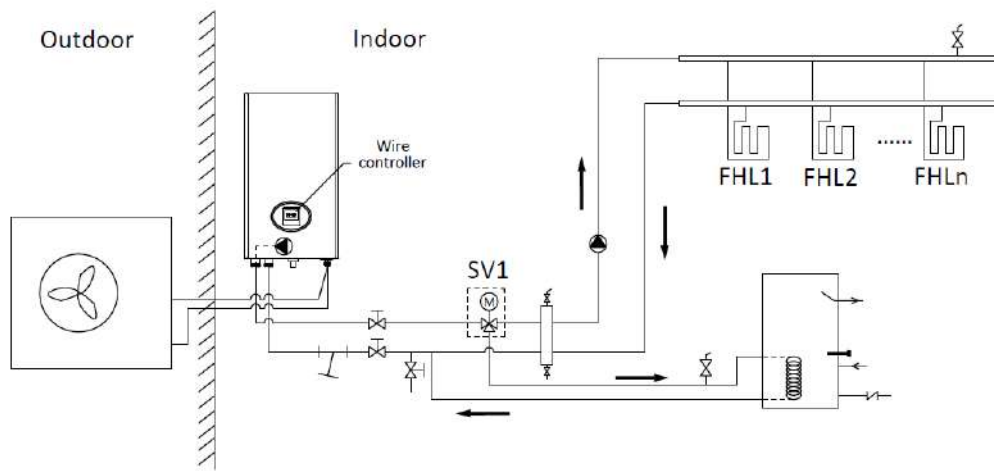 Outdoor
Indoor
Wire
controller
FHL1
FHL2
......
FHLn
SV1
M